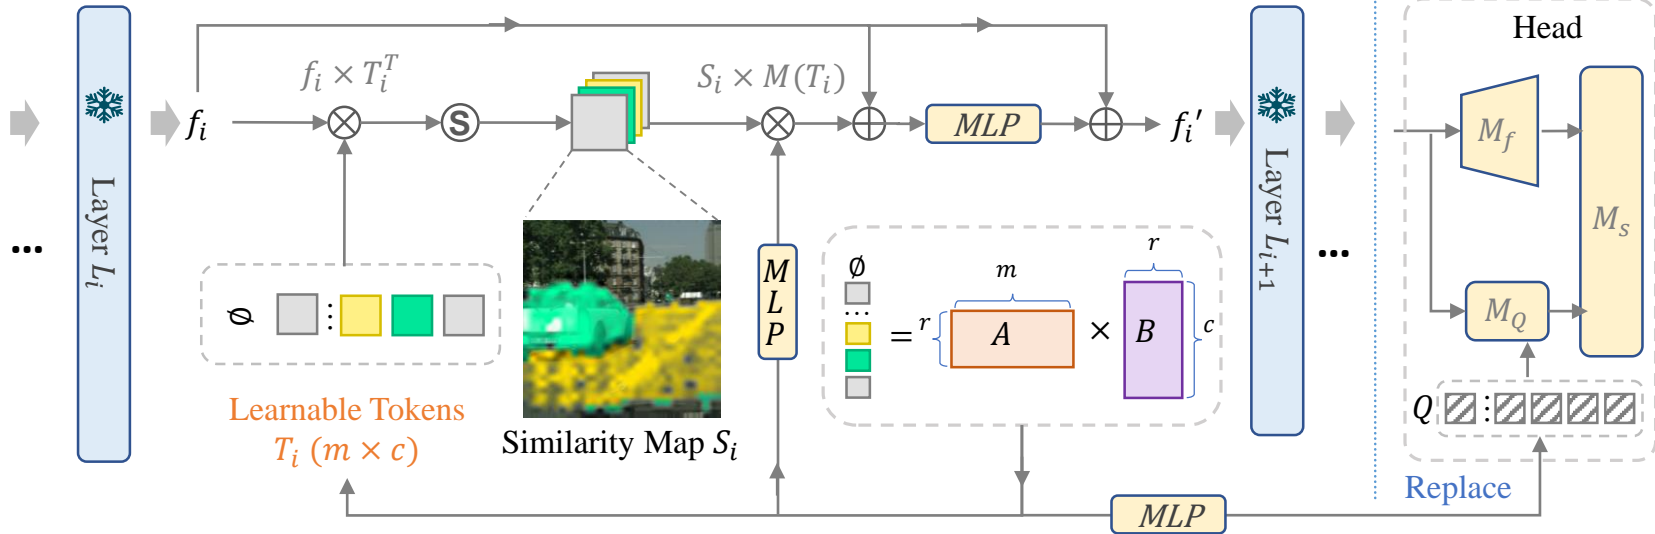 Layer L_i
...
f_i
f_i × T_i^T
S
S_i × M(T_i)
MLP
f_i'
Layer L_{i+1}
...
Head
M_f
M_s
M_Q
Q
⋮
Replace
∅
⋮
Learnable Tokens
T_i (m × c)
Similarity Map S_i
MLP
∅
...
=
r
m
A
×
r
B
c
MLP